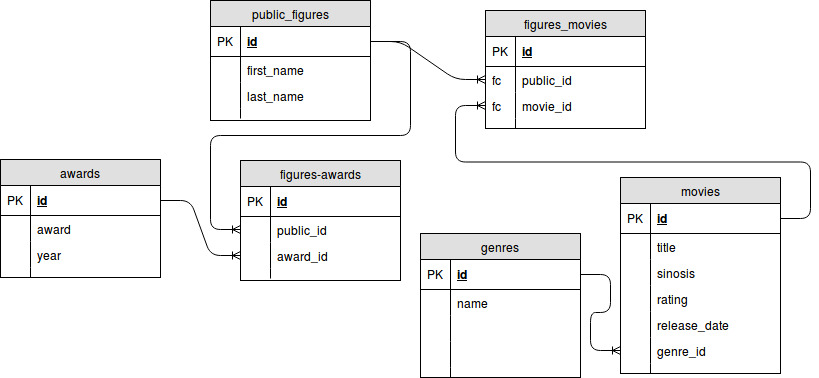 public_figures
PK id
first_name
last_name
figures_movies
PK id
fc public_id
fc movie_id
awards
PK id
award
year
figures-awards
PK id
public_id
award_id
genres
PK id
name
movies
PK id
title
sinosis
rating
release_date
genre_id